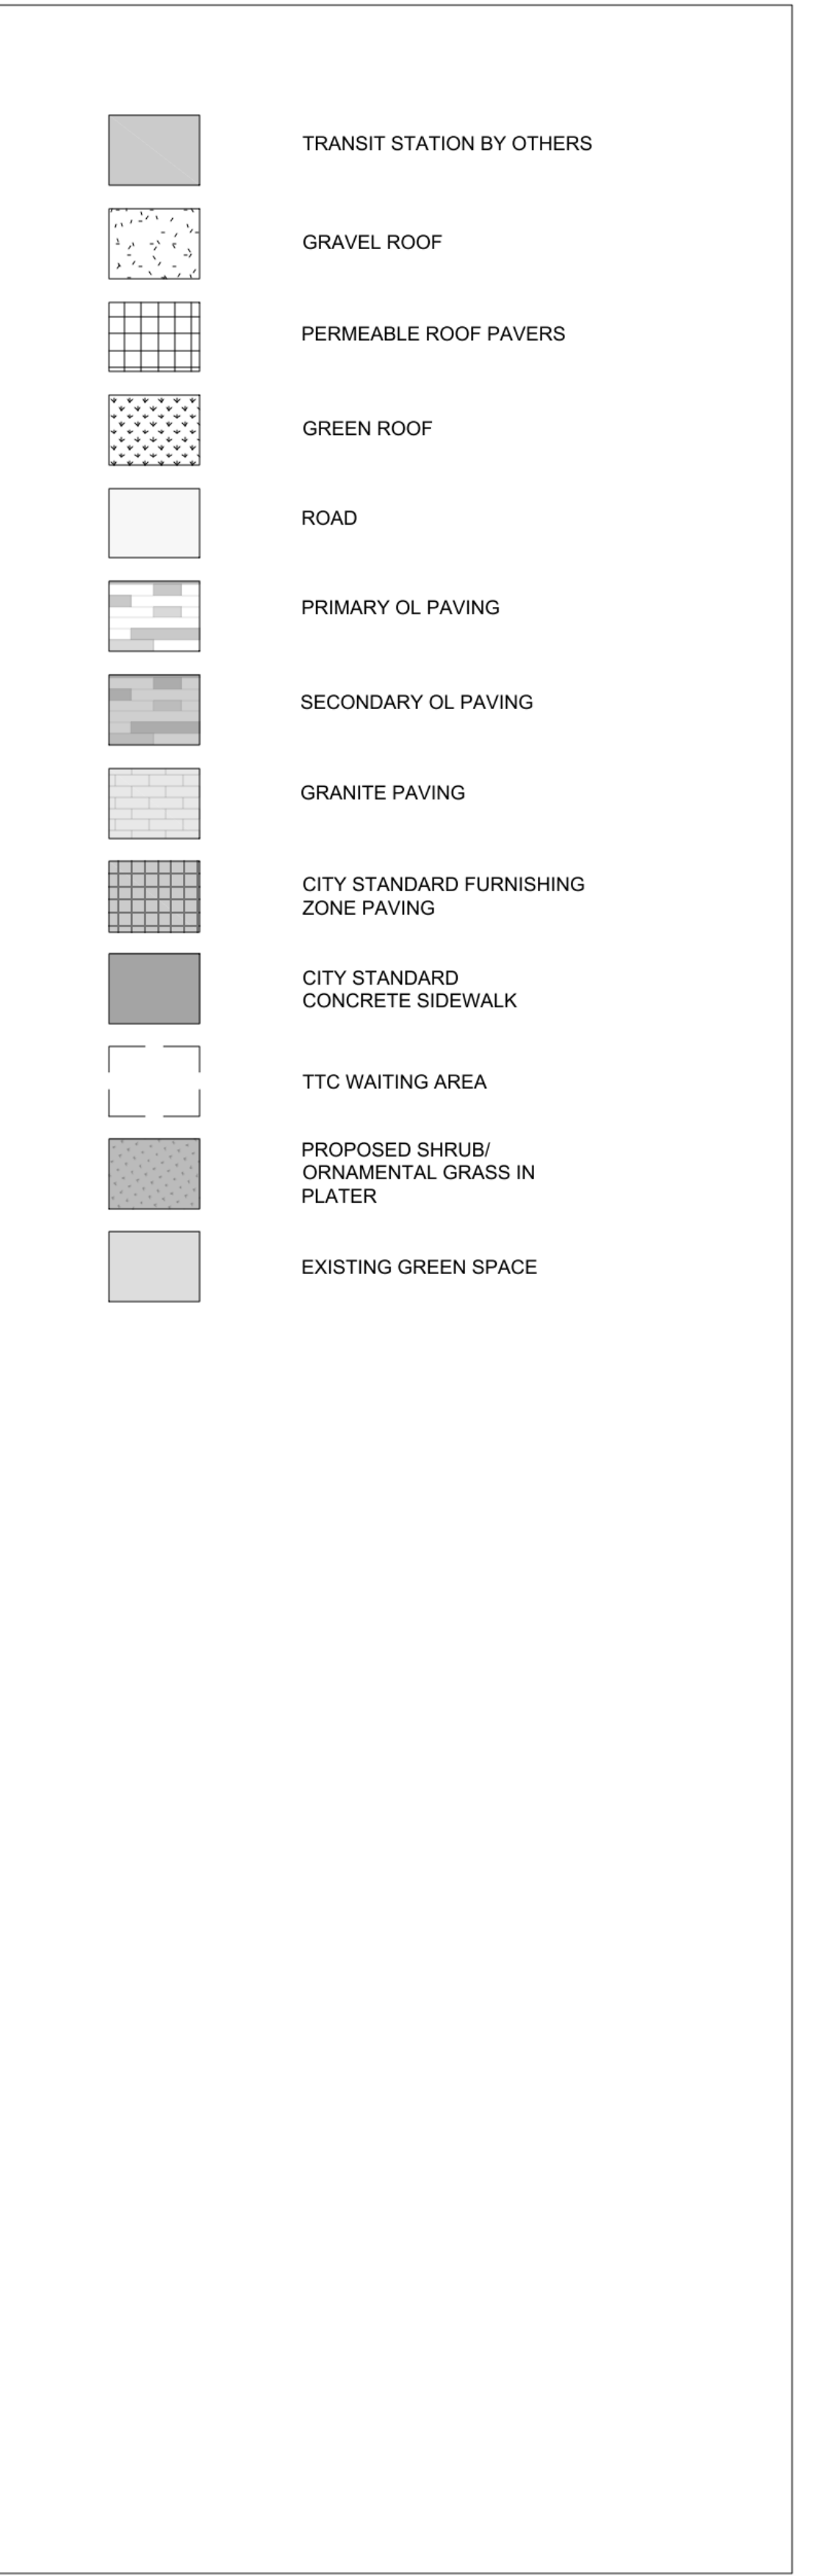 TRANSIT STATION BY OTHERS
GRAVEL ROOF
PERMEABLE ROOF PAVERS
GREEN ROOF
ROAD
PRIMARY OL PAVING
SECONDARY OL PAVING
GRANITE PAVING
CITY STANDARD FURNISHING
ZONE PAVING
CITY STANDARD
CONCRETE SIDEWALK
TTC WAITING AREA
PROPOSED SHRUB/
ORNAMENTAL GRASS IN
PLATER
EXISTING GREEN SPACE